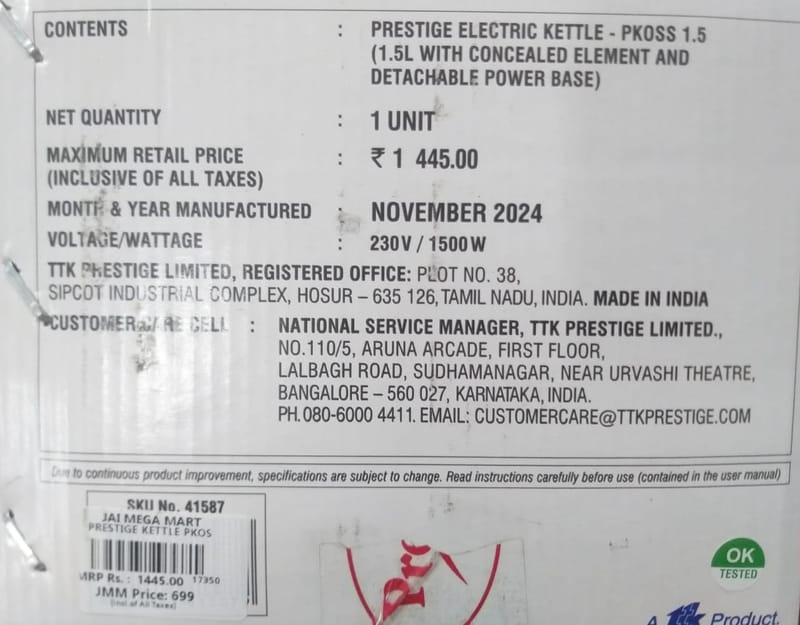 CONTENTS : PRESTIGE ELECTRIC KETTLE - PKOSS 1.5
(1.5L WITH CONCEALED ELEMENT AND
DETACHABLE POWER BASE)
NET QUANTITY : 1 UNIT
MAXIMUM RETAIL PRICE : ₹ 1 445.00
(INCLUSIVE OF ALL TAXES)
MONTH & YEAR MANUFACTURED : NOVEMBER 2024
VOLTAGE/WATTAGE : 230V / 1500W
TTK PRESTIGE LIMITED, REGISTERED OFFICE: PLOT NO. 38,
SIPCOT INDUSTRIAL COMPLEX, HOSUR – 635 126, TAMIL NADU, INDIA. MADE IN INDIA
CUSTOMER CARE CELL : NATIONAL SERVICE MANAGER, TTK PRESTIGE LIMITED.,
NO.110/5, ARUNA ARCADE, FIRST FLOOR,
LALBAGH ROAD, SUDHAMANAGAR, NEAR URVASHI THEATRE,
BANGALORE – 560 027, KARNATAKA, INDIA.
PH. 080-6000 4411. EMAIL: CUSTOMERCARE@TTKPRESTIGE.COM
Due to continuous product improvement, specifications are subject to change. Read instructions carefully before use (contained in the user manual)
SKU No. 41587
JAI MEGA MART
PRESTIGE KETTLE PKOS
MRP Rs. : 1445.00 17350
JMM Price: 699
(Incl. of All Taxes)
Pre
OK
TESTED
A Product.